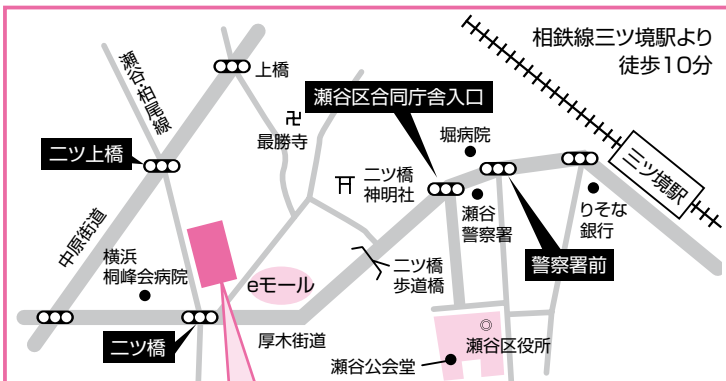 相鉄線三ツ境駅より
徒歩10分
瀬谷・柏尾線
上橋
瀬谷区合同庁舎入口
卍
最勝寺
堀病院
二ツ上橋
二ツ橋
神明社
瀬谷
警察署
三ツ境駅
りそな
銀行
中原街道
横浜
桐峰会病院
eモール
二ツ橋
歩道橋
警察署前
二ツ橋
厚木街道
瀬谷区役所
瀬谷公会堂